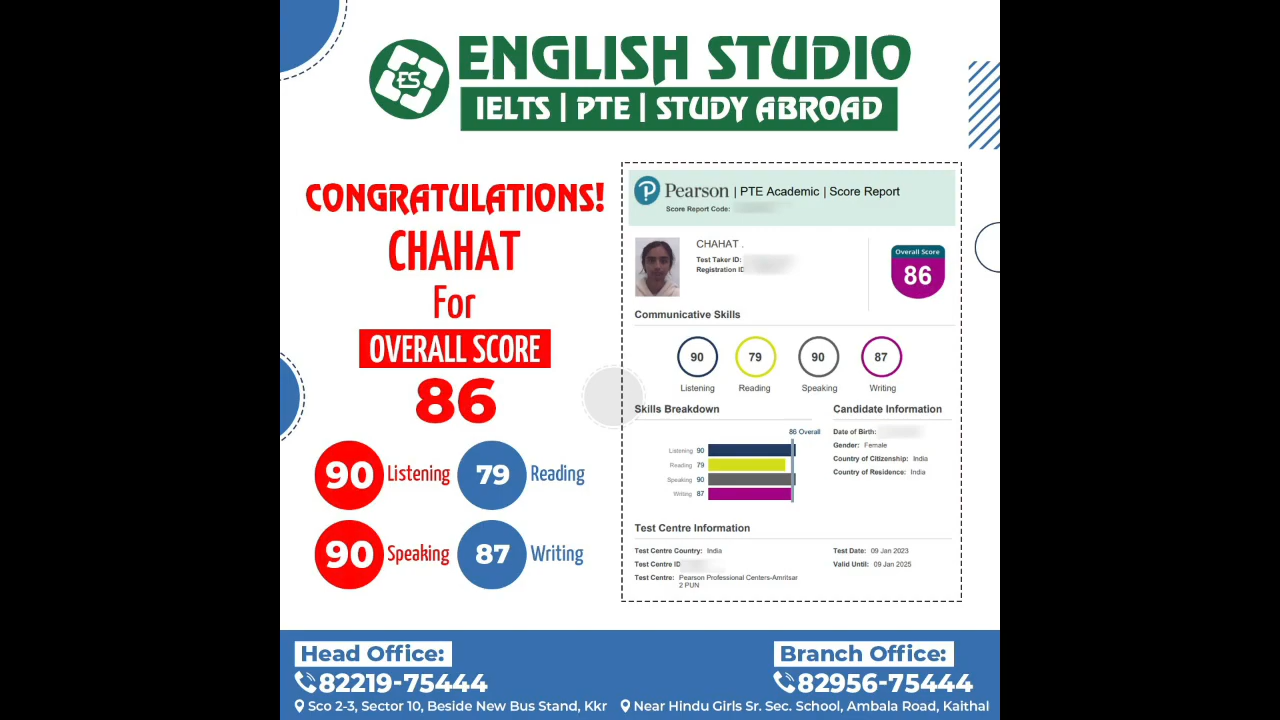 ES
ENGLISH STUDIO
IELTS | PTE | STUDY ABROAD
CONGRATULATIONS!
CHAHAT
For
OVERALL SCORE
86
90 Listening 79 Reading
90 Speaking 87 Writing
Pearson | PTE Academic | Score Report
Score Report Code:
CHAHAT .
Test Taker ID:
Registration ID
Overall Score
86
Communicative Skills
90 79 90 87
Listening Reading Speaking Writing
Skills Breakdown
86 Overall
Listening 90
Reading 79
Speaking 90
Writing 87
Candidate Information
Date of Birth:
Gender: Female
Country of Citizenship: India
Country of Residence: India
Test Centre Information
Test Centre Country: India
Test Centre ID
Test Centre: Pearson Professional Centers-Amritsar
2 PUN
Test Date: 09 Jan 2023
Valid Until: 09 Jan 2025
Head Office:
82219-75444
Sco 2-3, Sector 10, Beside New Bus Stand, Kkr
Branch Office:
82956-75444
Near Hindu Girls Sr. Sec. School, Ambala Road, Kaithal